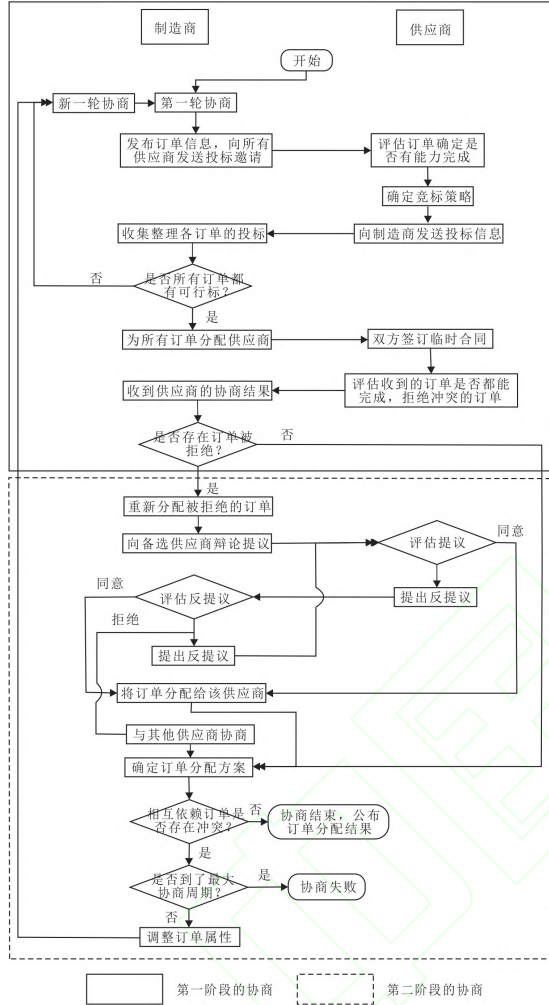 制造商
供应商
开始
新一轮协商
第一轮协商
发布订单信息，向所有
供应商发送投标邀请
评估订单确定是
否有能力完成
确定竞标策略
收集整理各订单的投标
向制造商发送投标信息
否
是否所有订单都
有可行标？
是
为所有订单分配供应商
双方签订临时合同
收到供应商的协商结果
评估收到的订单是否都能
完成，拒绝冲突的订单
是否存在订单被
拒绝？
否
是
重新分配被拒绝的订单
向备选供应商辩论提议
评估提议
同意
同意
评估反提议
提出反提议
拒绝
提出反提议
将订单分配给该供应商
与其他供应商协商
确定订单分配方案
相互依赖订单是
否存在冲突？
否
协商结束，公布
订单分配结果
是
是否到了最大
协商周期？
是
协商失败
否
调整订单属性
第一阶段的协商
第二阶段的协商